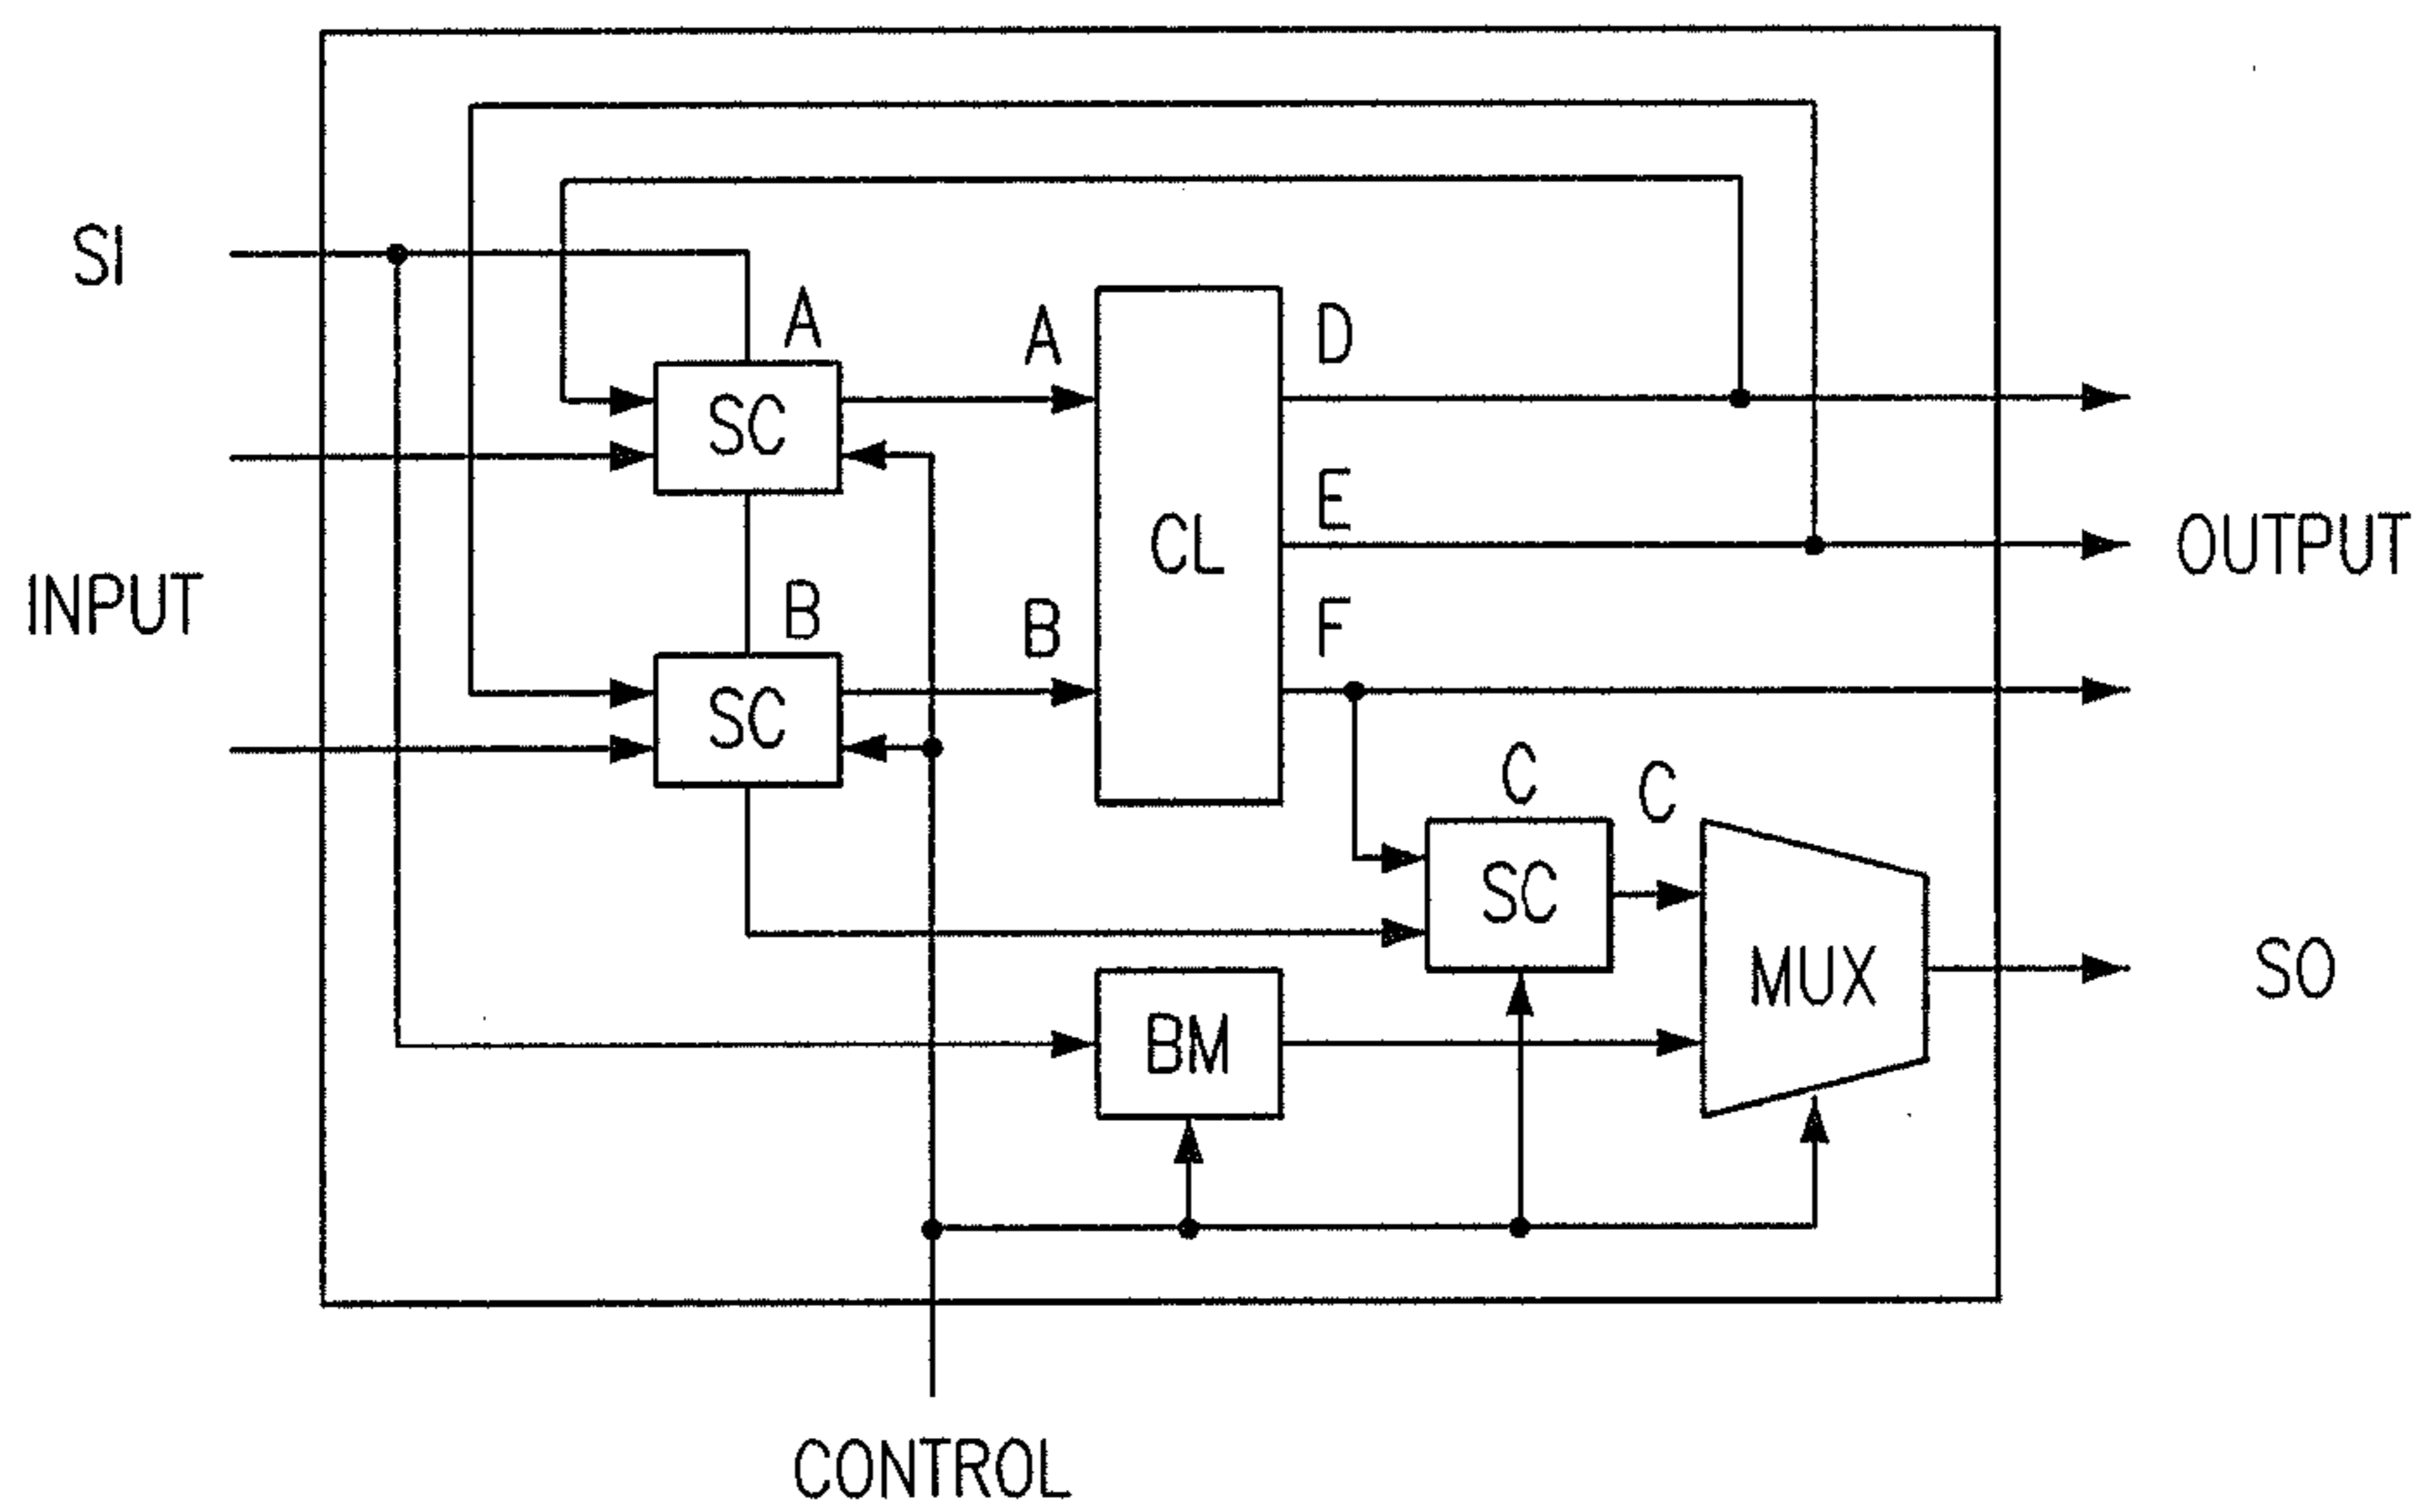 SI
A
A
D
SC
E
CL
OUTPUT
INPUT
B
B
F
SC
C
C
SC
MUX
SO
BM
CONTROL